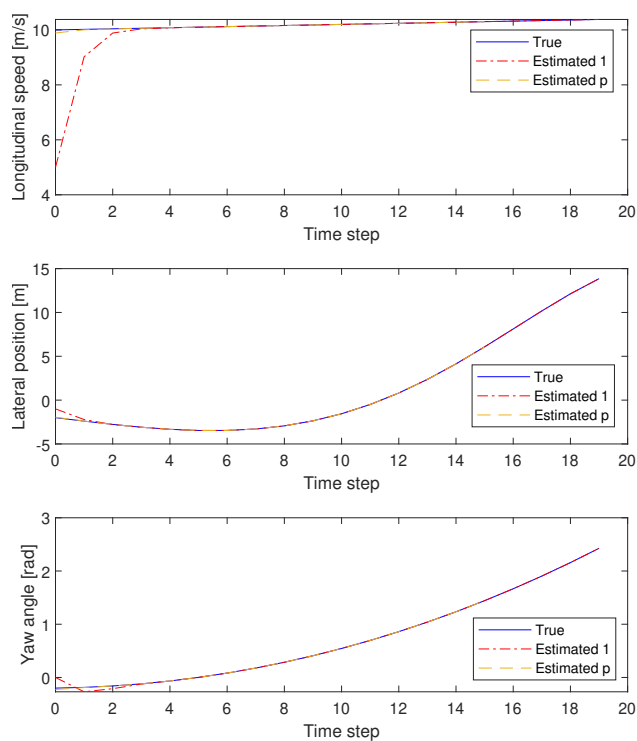 Longitudinal speed [m/s]
10
8
6
4
True
Estimated 1
Estimated p
0 2 4 6 8 10 12 14 16 18 20
Time step
Lateral position [m]
15
10
5
0
-5
True
Estimated 1
Estimated p
0 2 4 6 8 10 12 14 16 18 20
Time step
Yaw angle [rad]
3
2
1
0
True
Estimated 1
Estimated p
0 2 4 6 8 10 12 14 16 18 20
Time step